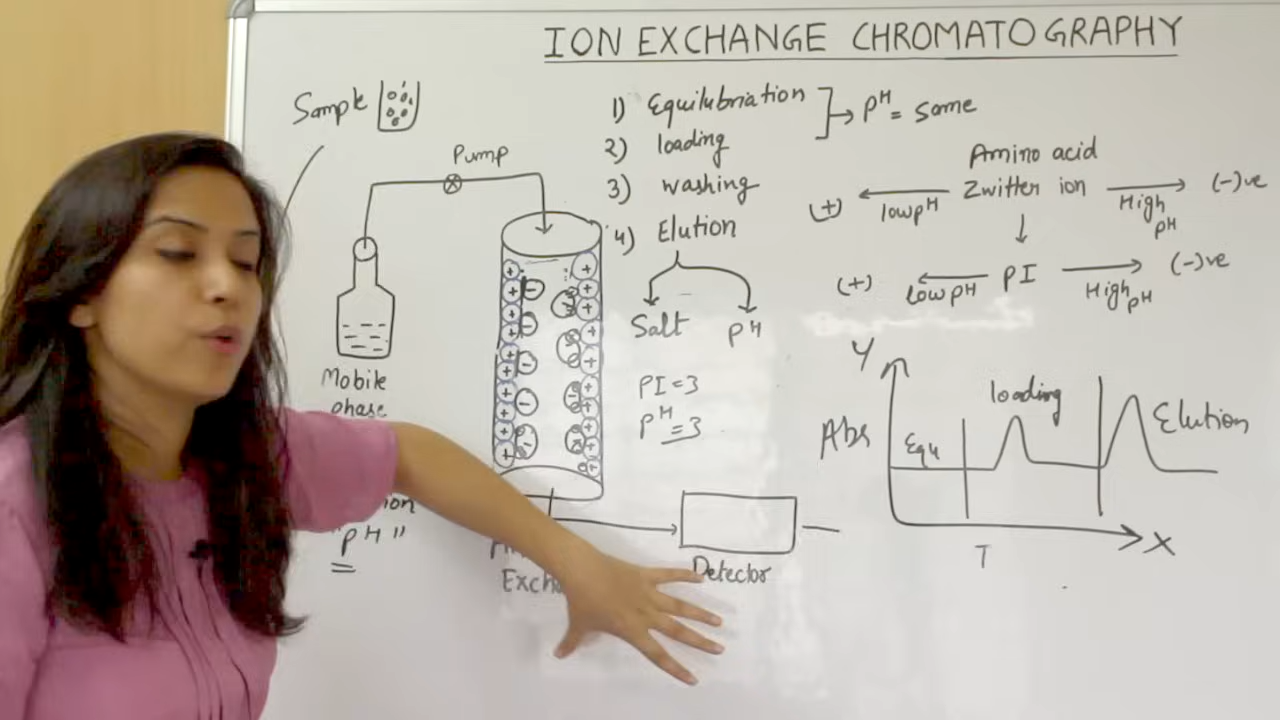 ION EXCHANGE CHROMATOGRAPHY
Sample
Pump
Mobile
phase
"PH"
1) Equilubriation
2) loading
3) washing
4) Elution
→ PH = Same
Salt PH
PI = 3
PH = 3
Detector
Amino acid
(+) ← low PH Zwitter ion → High PH (-)ve
↓
(+) ← low PH PI → High PH (-)ve
Y
Abs
Equ
loading
Elution
T
X